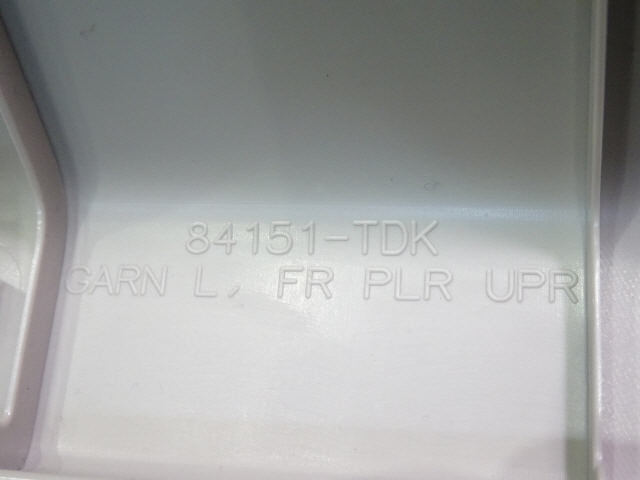 84151-TDK
GARN L, FR PLR UPR